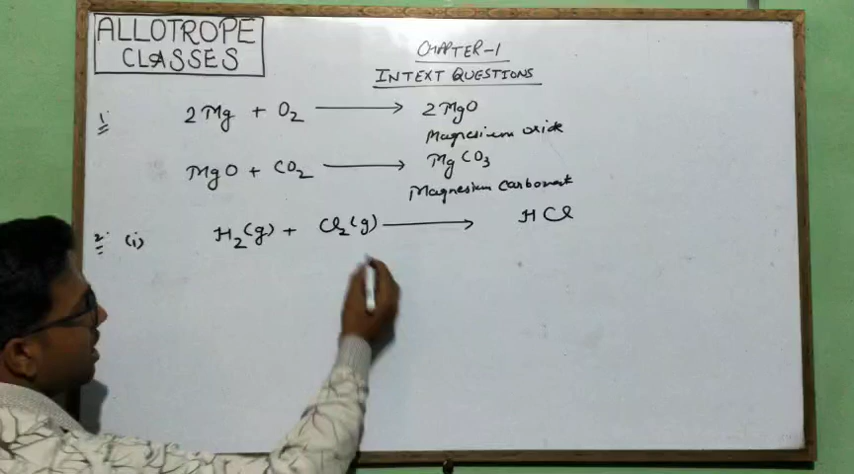 ALLOTROPE
CLASSES
CHAPTER-1
INTEXT QUESTIONS
1. 2Mg + O₂ ⟶ 2MgO
Magnesium oxide
MgO + CO₂ ⟶ MgCO₃
Magnesium carbonate
2. (i) H₂(g) + Cl₂(g) ⟶ HCl